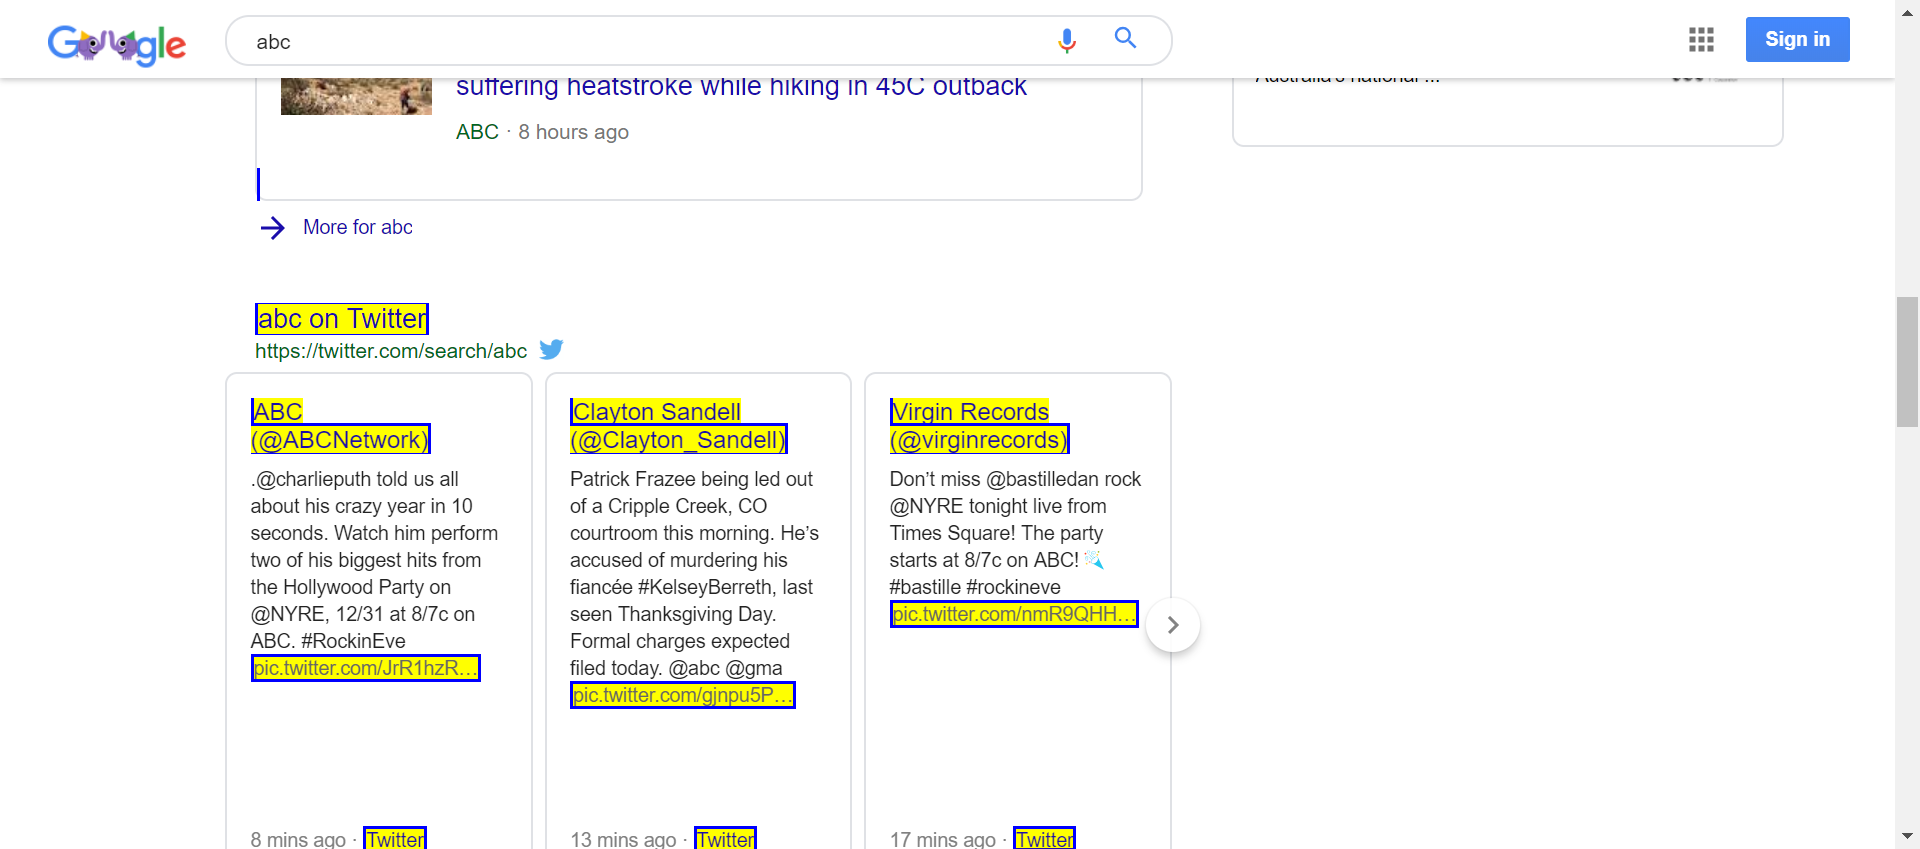 Google
abc
Sign in
suffering heatstroke while hiking in 45C outback
Australia's national ...
ABC · 8 hours ago
More for abc
abc on Twitter
https://twitter.com/search/abc
ABC
(@ABCNetwork)
.@charlieputh told us all
about his crazy year in 10
seconds. Watch him perform
two of his biggest hits from
the Hollywood Party on
@NYRE, 12/31 at 8/7c on
ABC. #RockinEve
pic.twitter.com/JrR1hzR...
8 mins ago · Twitter
Clayton Sandell
(@Clayton_Sandell)
Patrick Frazee being led out
of a Cripple Creek, CO
courtroom this morning. He’s
accused of murdering his
fiancée #KelseyBerreth, last
seen Thanksgiving Day.
Formal charges expected
filed today. @abc @gma
pic.twitter.com/gjnpu5P...
13 mins ago · Twitter
Virgin Records
(@virginrecords)
Don’t miss @bastilledan rock
@NYRE tonight live from
Times Square! The party
starts at 8/7c on ABC!
#bastille #rockineve
pic.twitter.com/nmR9QHH...
17 mins ago · Twitter